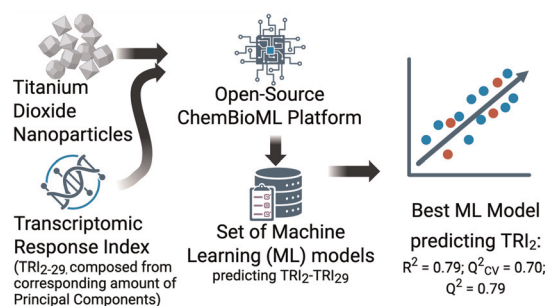 Titanium
Dioxide
Nanoparticles
Transcriptomic
Response Index
(TRI₂₋₂₉, composed from
corresponding amount of
Principal Components)
Open-Source
ChemBioML Platform
Set of Machine
Learning (ML) models
predicting TRI₂-TRI₂₉
Best ML Model
predicting TRI₂:
R² = 0.79; Q²CV = 0.70;
Q² = 0.79